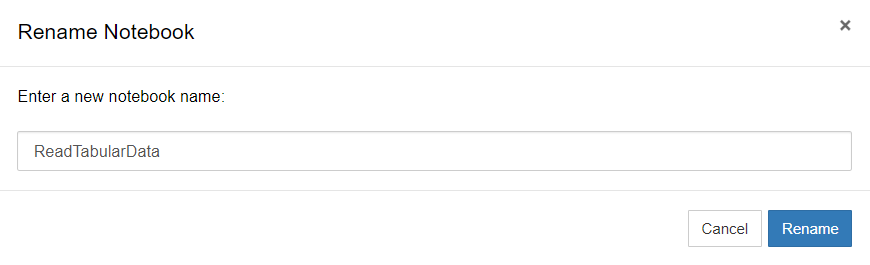 Rename Notebook
×
Enter a new notebook name:
ReadTabularData
Cancel Rename